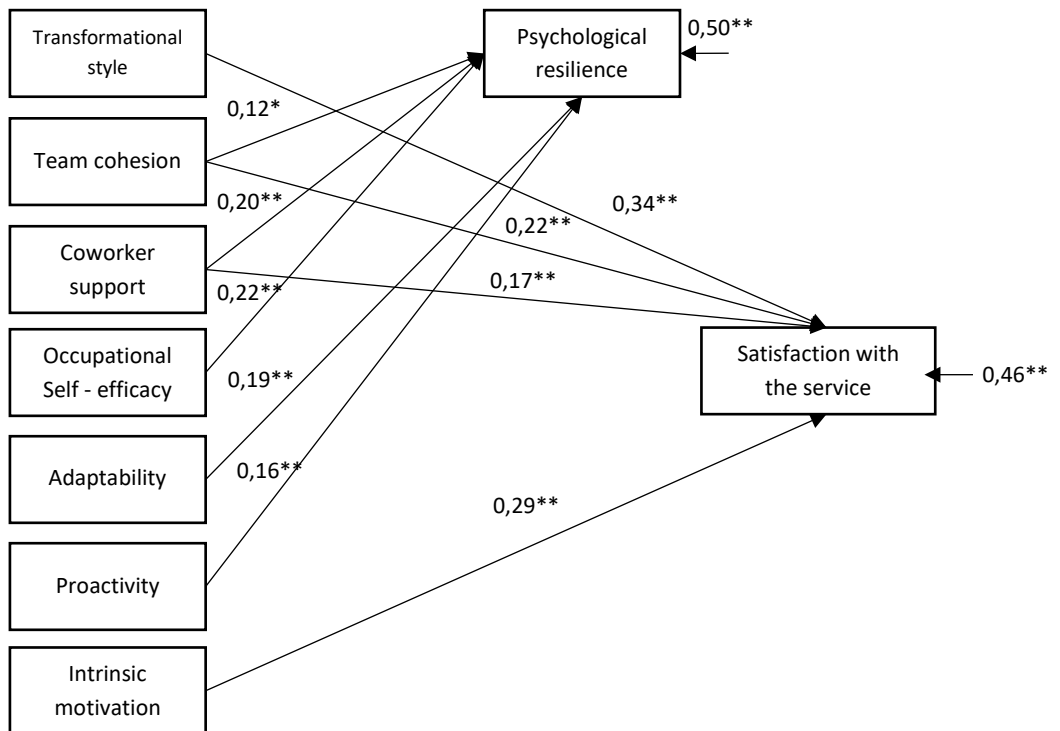 Transformational
style
Psychological
resilience
0,50**
0,12*
Team cohesion
0,20**
0,34**
0,22**
Coworker
support
0,22**
0,17**
Occupational
Self - efficacy
Satisfaction with
the service
0,46**
0,19**
Adaptability
0,16**
0,29**
Proactivity
Intrinsic
motivation